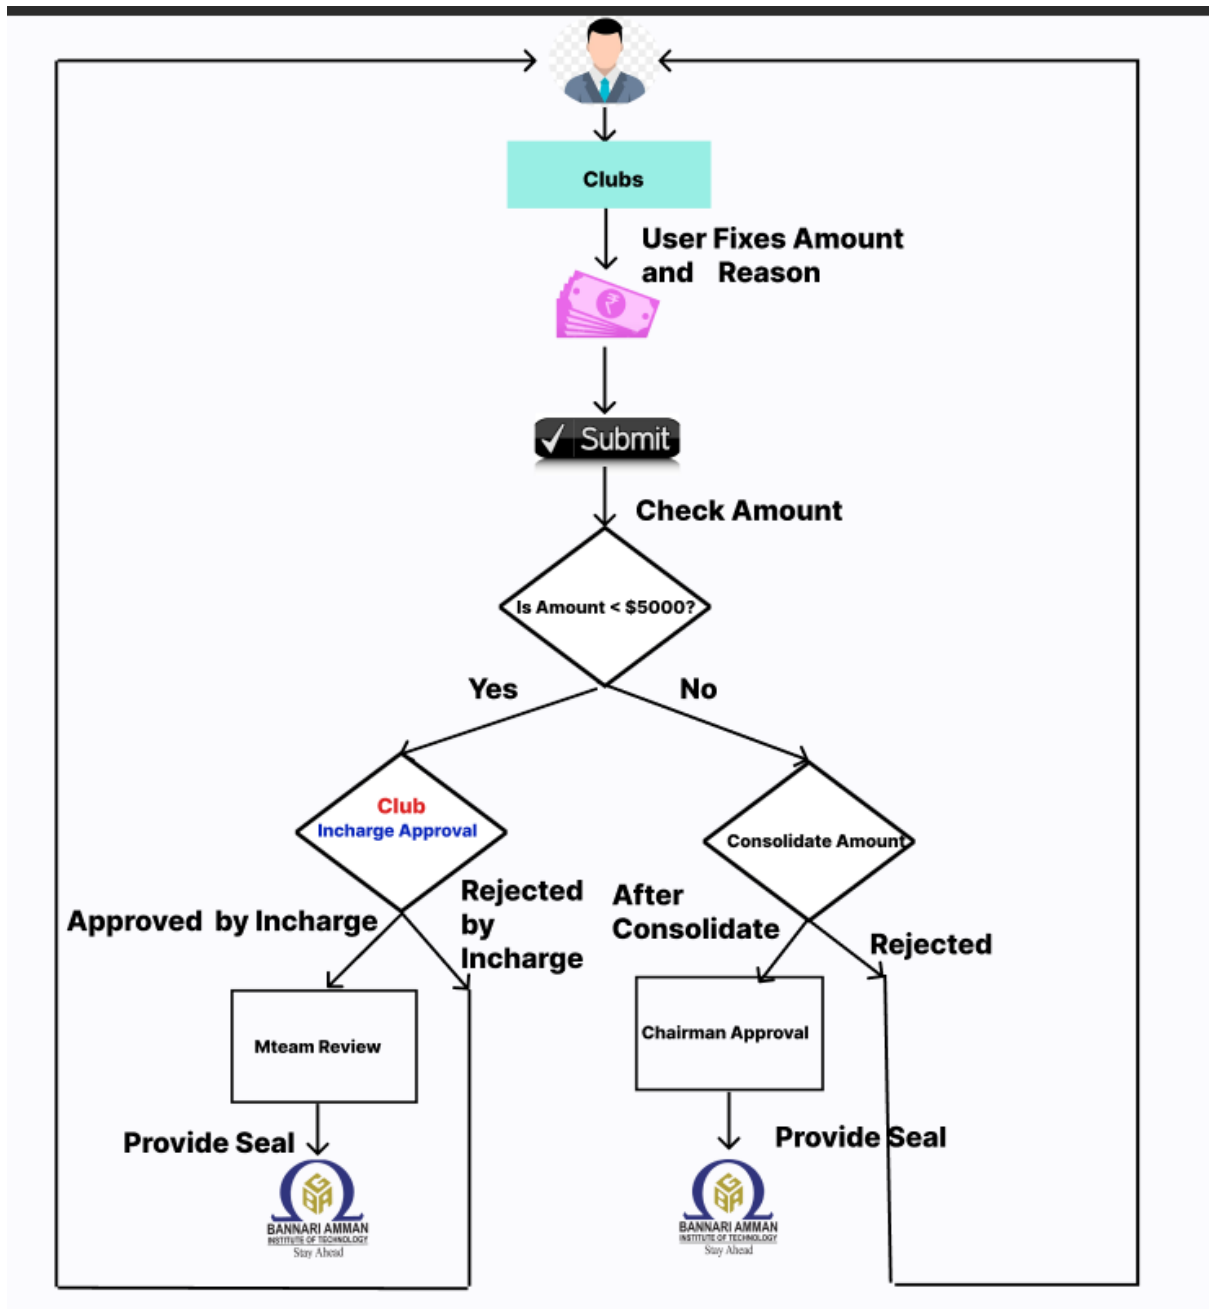 Clubs
User Fixes Amount
and Reason
₹
Submit
Check Amount
Is Amount < $5000?
Yes
No
Club
Incharge Approval
Consolidate Amount
Approved by Incharge
Rejected
by
Incharge
After
Consolidate
Rejected
Mteam Review
Chairman Approval
Provide Seal
Provide Seal
GBA
BANNARI AMMAN
INSTITUTE OF TECHNOLOGY
Stay Ahead
GBA
BANNARI AMMAN
INSTITUTE OF TECHNOLOGY
Stay Ahead